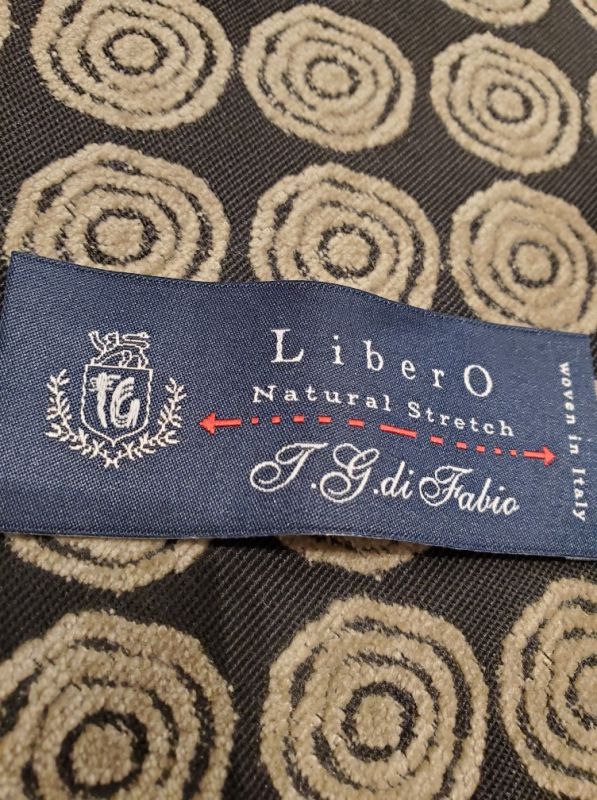 TG
LiberO
Natural Stretch
T.G.di Fabio
woven in Italy